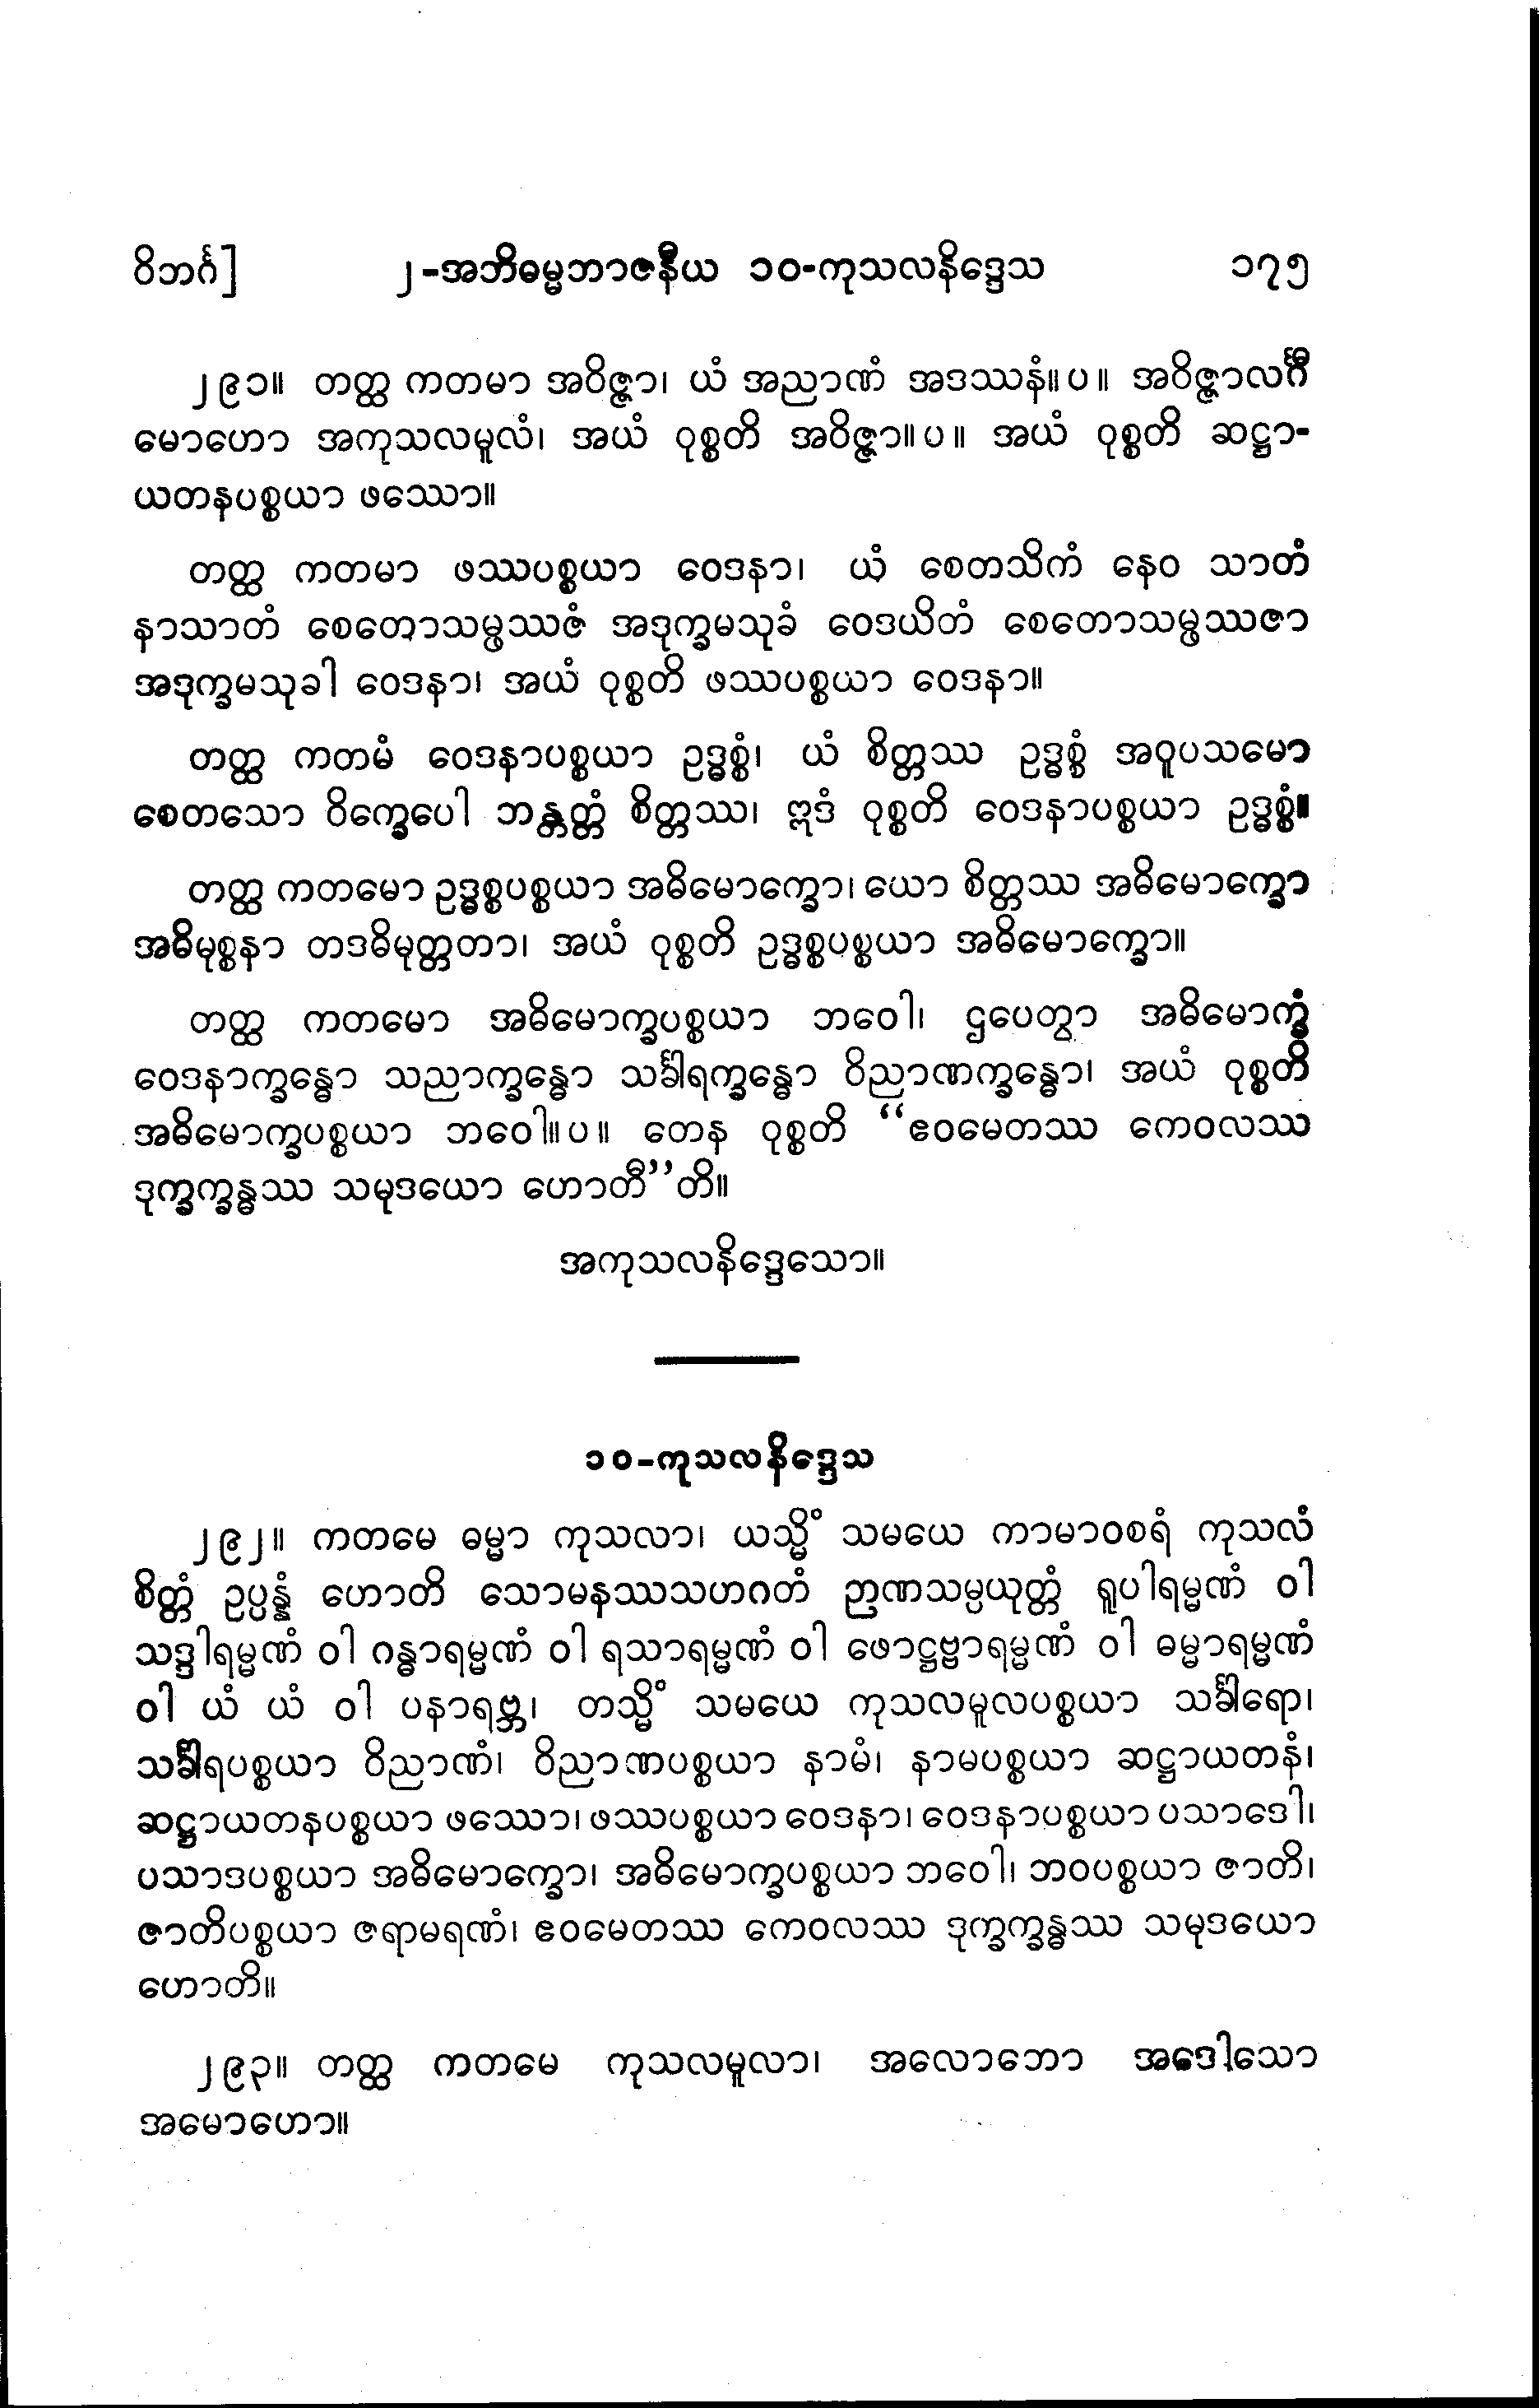 ဝိဘင်္ဂ] ၂-အဘိဓမ္မဘာဇနီယ ၁၀-ကုသလနိဒ္ဒေသ ၁၇၅
၂၉၁။ တတ္ထ ကတမာ အဝိဇ္ဇာ၊ ယံ အညာဏံ အဒဿနံ။ပ။ အဝိဇ္ဇာလင်္ဂီ
မောဟော အကုသလမူလံ၊ အယံ ဝုစ္စတိ အဝိဇ္ဇာ။ပ။ အယံ ဝုစ္စတိ ဆဋ္ဌာ-
ယတနပစ္စယာ ဖဿော။
တတ္ထ ကတမာ ဖဿပစ္စယာ ဝေဒနာ၊ ယံ စေတသိကံ နေဝ သာတံ
နာသာတံ စေတောသမ္ဖဿဇံ အဒုက္ခမသုခံ ဝေဒယိတံ စေတောသမ္ဖဿဇာ
အဒုက္ခမသုခါ ဝေဒနာ၊ အယံ ဝုစ္စတိ ဖဿပစ္စယာ ဝေဒနာ။
တတ္ထ ကတမံ ဝေဒနာပစ္စယာ ဥဒ္ဓစ္စံ၊ ယံ စိတ္တဿ ဥဒ္ဓစ္စံ အဝူပသမော
စေတသော ဝိက္ခေပေါ ဘန္တတ္တံ စိတ္တဿ၊ ဣဒံ ဝုစ္စတိ ဝေဒနာပစ္စယာ ဥဒ္ဓစ္စံ။
တတ္ထ ကတမော ဥဒ္ဓစ္စပစ္စယာ အဓိမောက္ခော၊ ယော စိတ္တဿ အဓိမောက္ခော
အဓိမုစ္စနာ တဒဓိမုတ္တတာ၊ အယံ ဝုစ္စတိ ဥဒ္ဓစ္စပစ္စယာ အဓိမောက္ခော။
တတ္ထ ကတမော အဓိမောက္ခပစ္စယာ ဘဝေါ၊ ဌပေတွာ အဓိမောက္ခံ
ဝေဒနာက္ခန္ဓော သညာက္ခန္ဓော သင်္ခါရက္ခန္ဓော ဝိညာဏက္ခန္ဓော၊ အယံ ဝုစ္စတိ
အဓိမောက္ခပစ္စယာ ဘဝေါ။ပ။ တေန ဝုစ္စတိ “ဧဝမေတဿ ကေဝလဿ
ဒုက္ခက္ခန္ဓဿ သမုဒယော ဟောတီ”တိ။
အကုသလနိဒ္ဒေသော။
၁၀-ကုသလနိဒ္ဒေသ
၂၉၂။ ကတမေ ဓမ္မာ ကုသလာ၊ ယသ္မိံ သမယေ ကာမာဝစရံ ကုသလံ
စိတ္တံ ဥပ္ပန္နံ ဟောတိ သောမနဿသဟဂတံ ဉာဏသမ္ပယုတ္တံ ရူပါရမ္မဏံ ဝါ
သဒ္ဒါရမ္မဏံ ဝါ ဂန္ဓာရမ္မဏံ ဝါ ရသာရမ္မဏံ ဝါ ဖောဋ္ဌဗ္ဗာရမ္မဏံ ဝါ ဓမ္မာရမ္မဏံ
ဝါ ယံ ယံ ဝါ ပနာရဗ္ဘ၊ တသ္မိံ သမယေ ကုသလမူလပစ္စယာ သင်္ခါရော၊
သင်္ခါရပစ္စယာ ဝိညာဏံ၊ ဝိညာဏပစ္စယာ နာမံ၊ နာမပစ္စယာ ဆဋ္ဌာယတနံ၊
ဆဋ္ဌာယတနပစ္စယာ ဖဿော၊ ဖဿပစ္စယာ ဝေဒနာ၊ ဝေဒနာပစ္စယာ ပသာဒေါ၊
ပသာဒပစ္စယာ အဓိမောက္ခော၊ အဓိမောက္ခပစ္စယာ ဘဝေါ၊ ဘဝပစ္စယာ ဇာတိ၊
ဇာတိပစ္စယာ ဇရာမရဏံ၊ ဧဝမေတဿ ကေဝလဿ ဒုက္ခက္ခန္ဓဿ သမုဒယော
ဟောတိ။
၂၉၃။ တတ္ထ ကတမေ ကုသလမူလာ၊ အလောဘော အဒေါသော
အမောဟော။